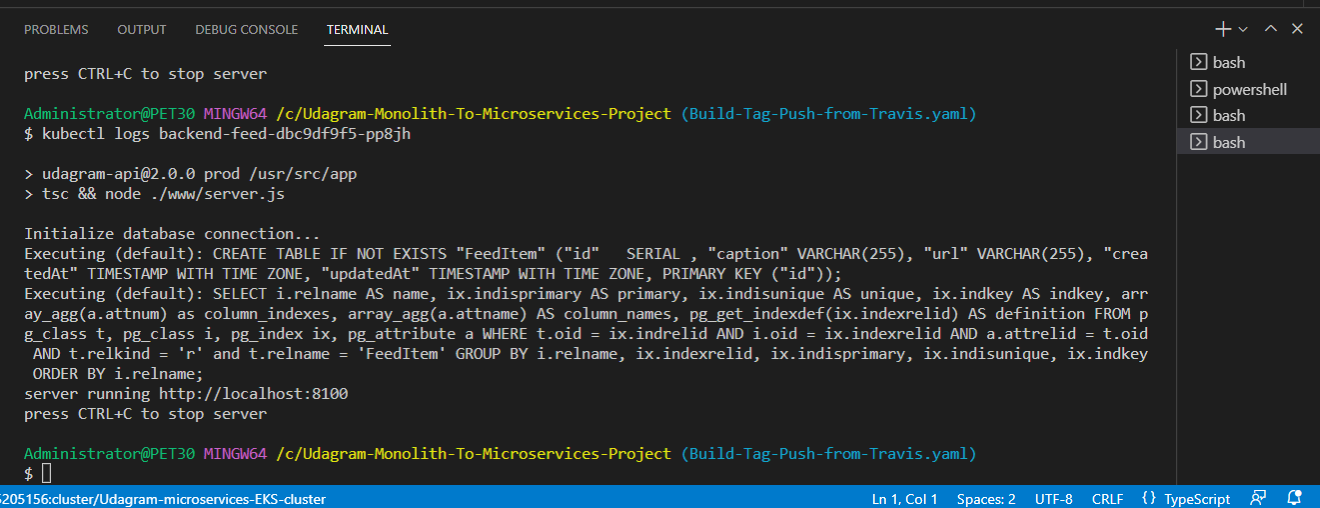 PROBLEMS OUTPUT DEBUG CONSOLE TERMINAL
press CTRL+C to stop server
Administrator@PET30 MINGW64 /c/Udagram-Monolith-To-Microservices-Project (Build-Tag-Push-from-Travis.yaml)
$ kubectl logs backend-feed-dbc9df9f5-pp8jh
> udagram-api@2.0.0 prod /usr/src/app
> tsc && node ./www/server.js
Initialize database connection...
Executing (default): CREATE TABLE IF NOT EXISTS "FeedItem" ("id"   SERIAL , "caption" VARCHAR(255), "url" VARCHAR(255), "crea
tedAt" TIMESTAMP WITH TIME ZONE, "updatedAt" TIMESTAMP WITH TIME ZONE, PRIMARY KEY ("id"));
Executing (default): SELECT i.relname AS name, ix.indisprimary AS primary, ix.indisunique AS unique, ix.indkey AS indkey, arr
ay_agg(a.attnum) as column_indexes, array_agg(a.attname) AS column_names, pg_get_indexdef(ix.indexrelid) AS definition FROM p
g_class t, pg_class i, pg_index ix, pg_attribute a WHERE t.oid = ix.indrelid AND i.oid = ix.indexrelid AND a.attrelid = t.oid
AND t.relkind = 'r' and t.relname = 'FeedItem' GROUP BY i.relname, ix.indexrelid, ix.indisprimary, ix.indisunique, ix.indkey
ORDER BY i.relname;
server running http://localhost:8100
press CTRL+C to stop server
Administrator@PET30 MINGW64 /c/Udagram-Monolith-To-Microservices-Project (Build-Tag-Push-from-Travis.yaml)
$
bash
powershell
bash
bash
5205156:cluster/Udagram-microservices-EKS-cluster Ln 1, Col 1 Spaces: 2 UTF-8 CRLF {} TypeScript